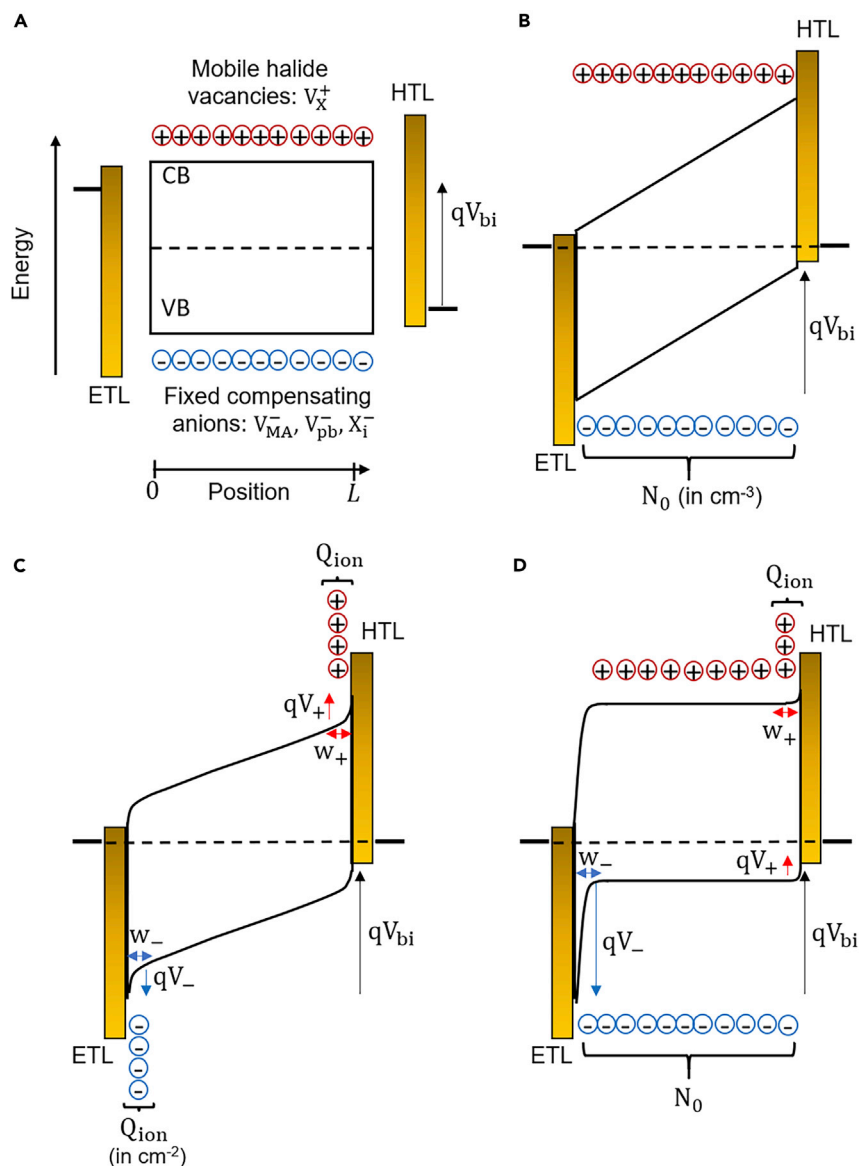 A
Mobile halide
vacancies: V_X^+
HTL
+ + + + + + + + + +
CB
qV_bi
Energy
VB
- - - - - - - - - -
ETL
Fixed compensating
anions: V_MA^-, V_pb^-, X_i^-
0 Position L
B
HTL
+ + + + + + + + + +
qV_bi
- - - - - - - - - -
ETL
N_0 (in cm^-3)
C
Q_ion
+
+
+
+
HTL
qV_+
w_+
w_-
qV_-
qV_bi
-
-
-
-
ETL
Q_ion
(in cm^-2)
D
Q_ion
HTL
+
+
+ + + + + + + + +
w_+
w_-
qV_+
qV_-
qV_bi
- - - - - - - - - -
ETL
N_0